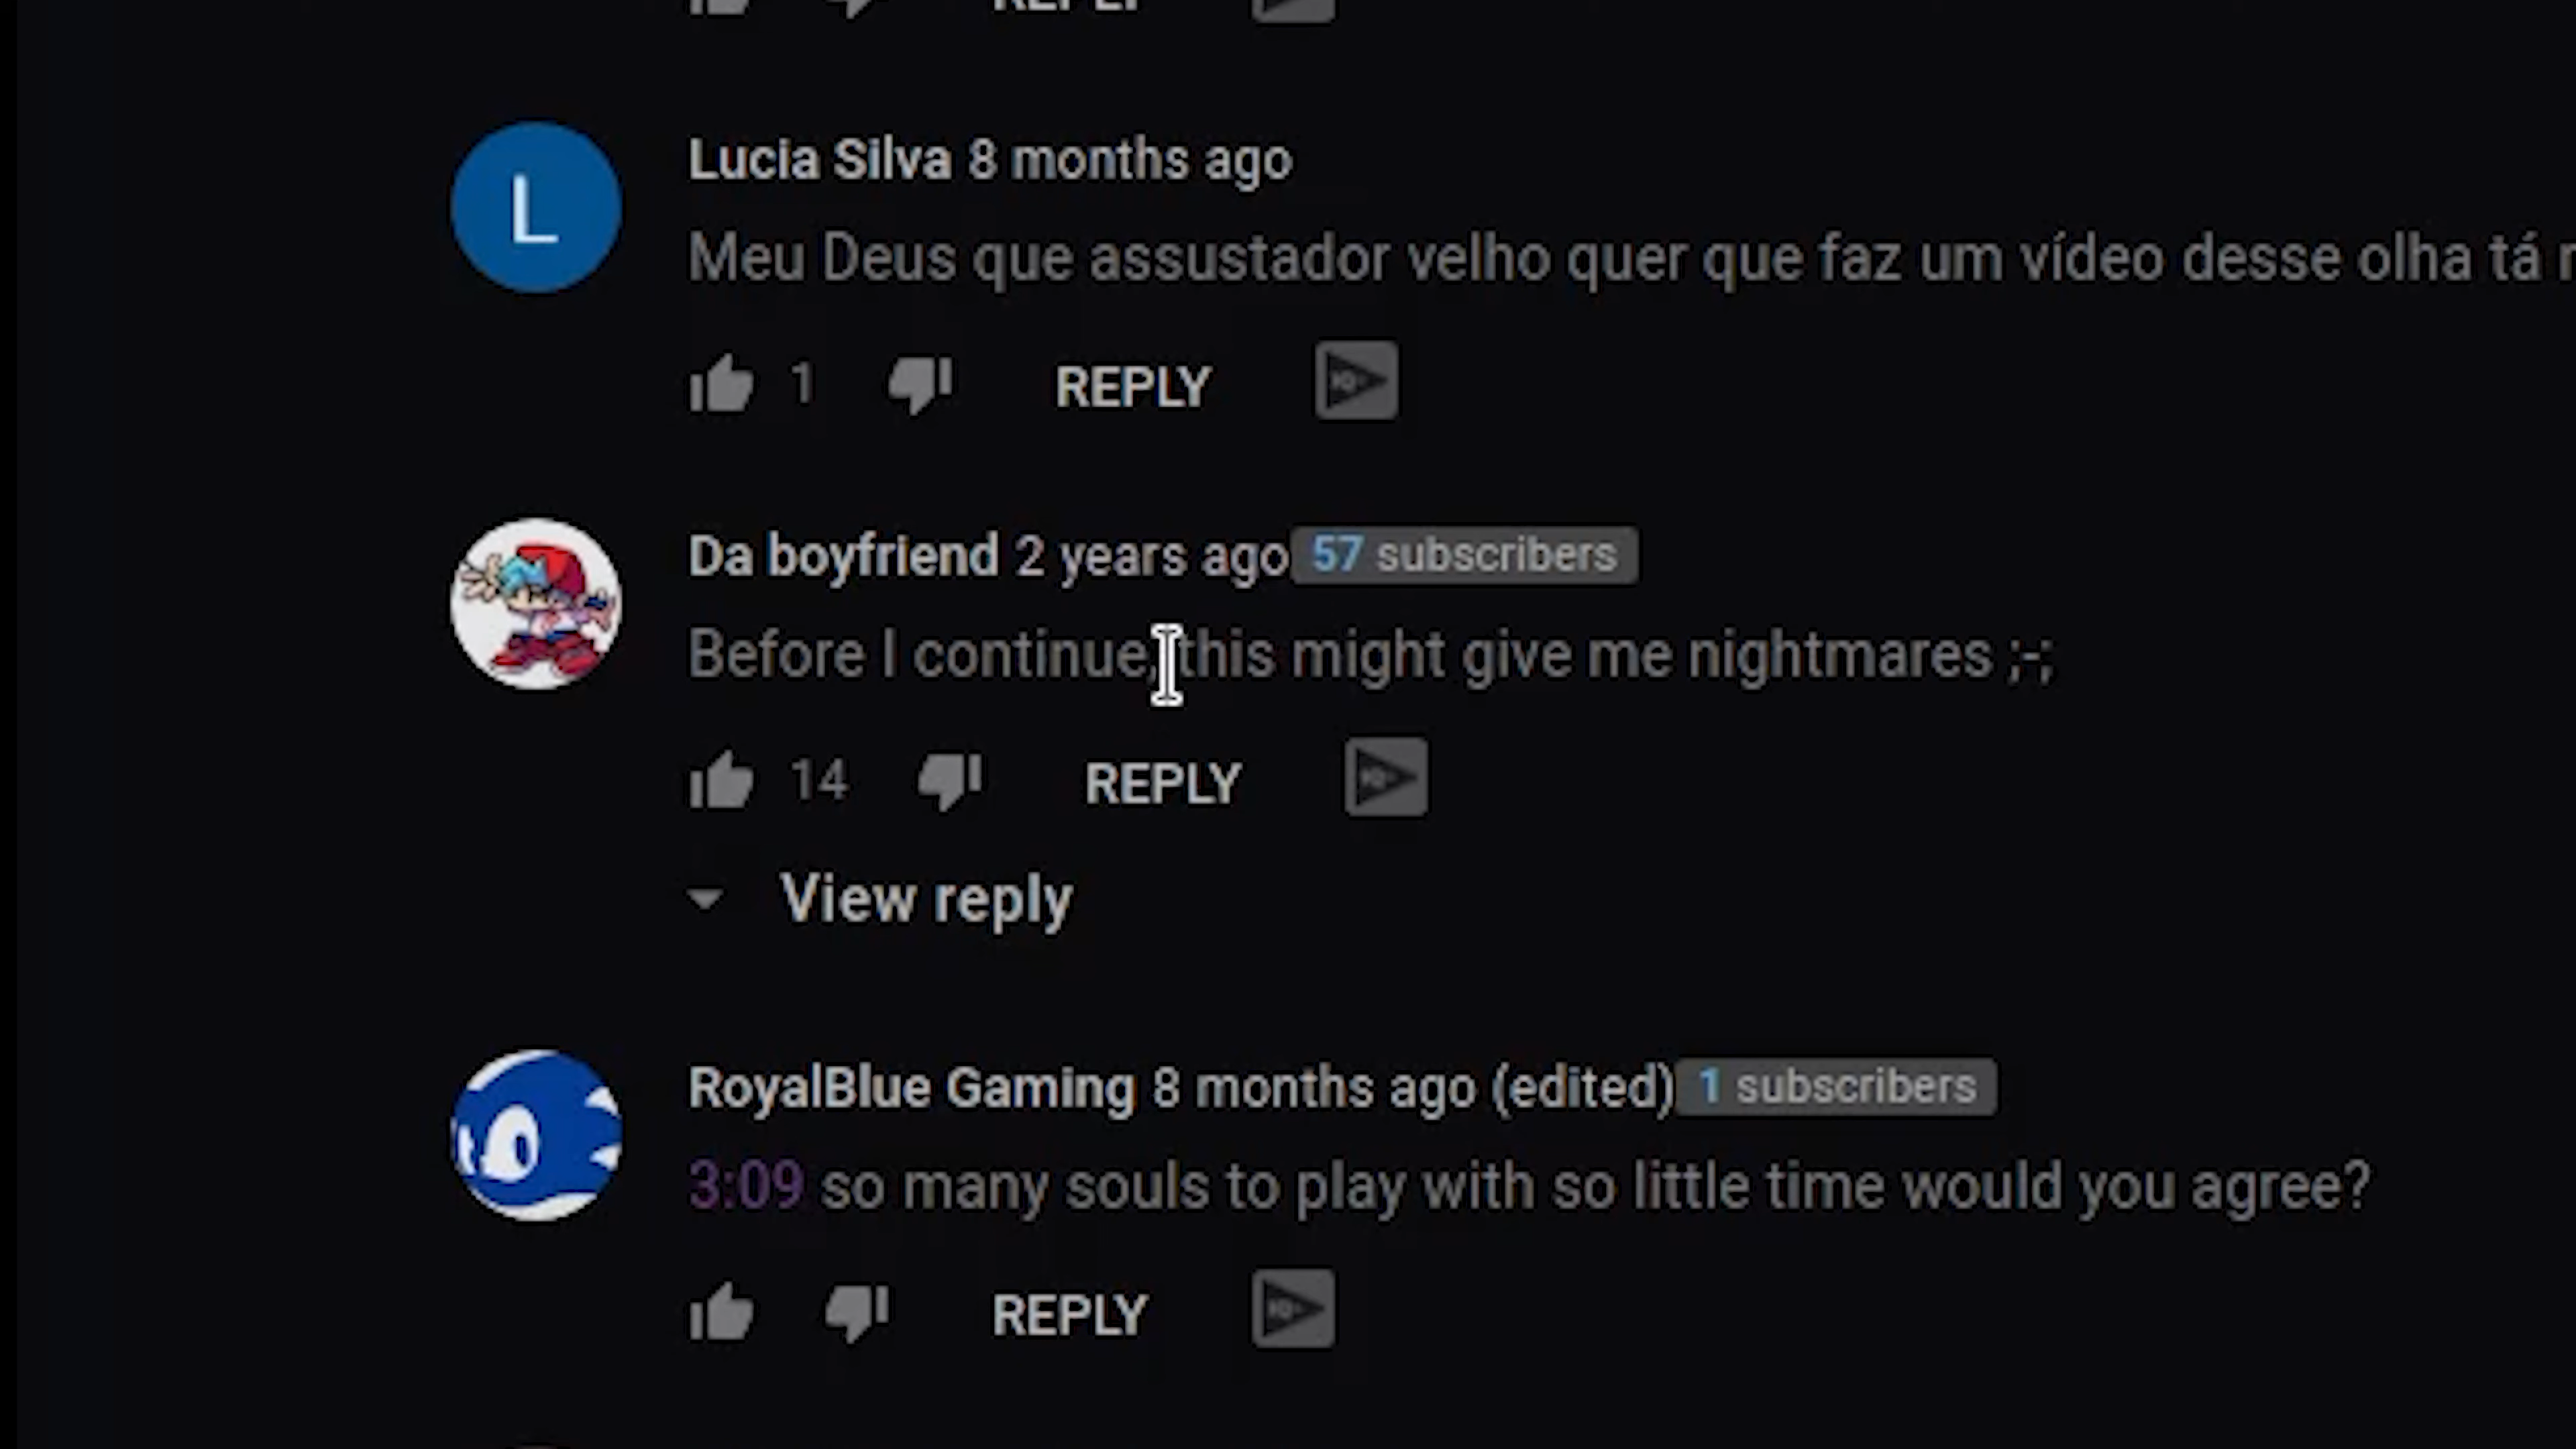 REPLY
L
Lucia Silva 8 months ago
Meu Deus que assustador velho quer que faz um vídeo desse olha tá
1 REPLY
Da boyfriend 2 years ago 57 subscribers
Before I continue, this might give me nightmares ;-;
14 REPLY
View reply
RoyalBlue Gaming 8 months ago (edited) 1 subscribers
3:09 so many souls to play with so little time would you agree?
REPLY